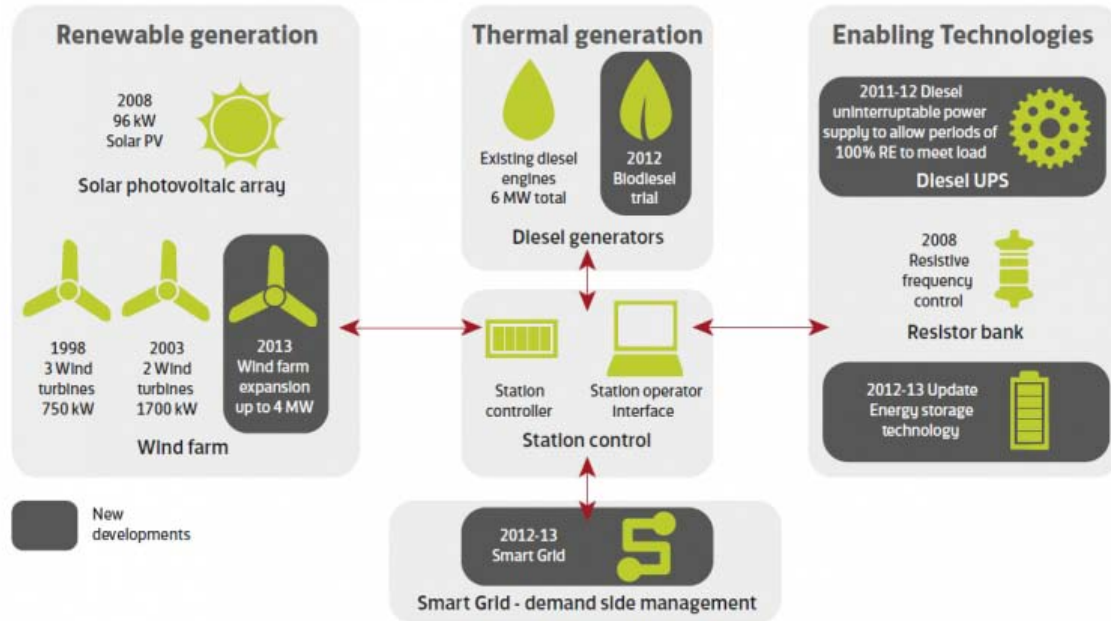 Renewable generation
2008
96 kW
Solar PV
Solar photovoltaic array
1998
3 Wind
turbines
750 kW
2003
2 Wind
turbines
1700 kW
2013
Wind farm
expansion
up to 4 MW
Wind farm
New
developments
Thermal generation
Existing diesel
engines
6 MW total
2012
Biodiesel
trial
Diesel generators
Station
controller
Station operator
Interface
Station control
2012-13
Smart Grid
Smart Grid - demand side management
Enabling Technologies
2011-12 Diesel
uninterruptable power
supply to allow periods of
100% RE to meet load
Diesel UPS
2008
Resistive
frequency
control
Resistor bank
2012-13 Update
Energy storage
technology